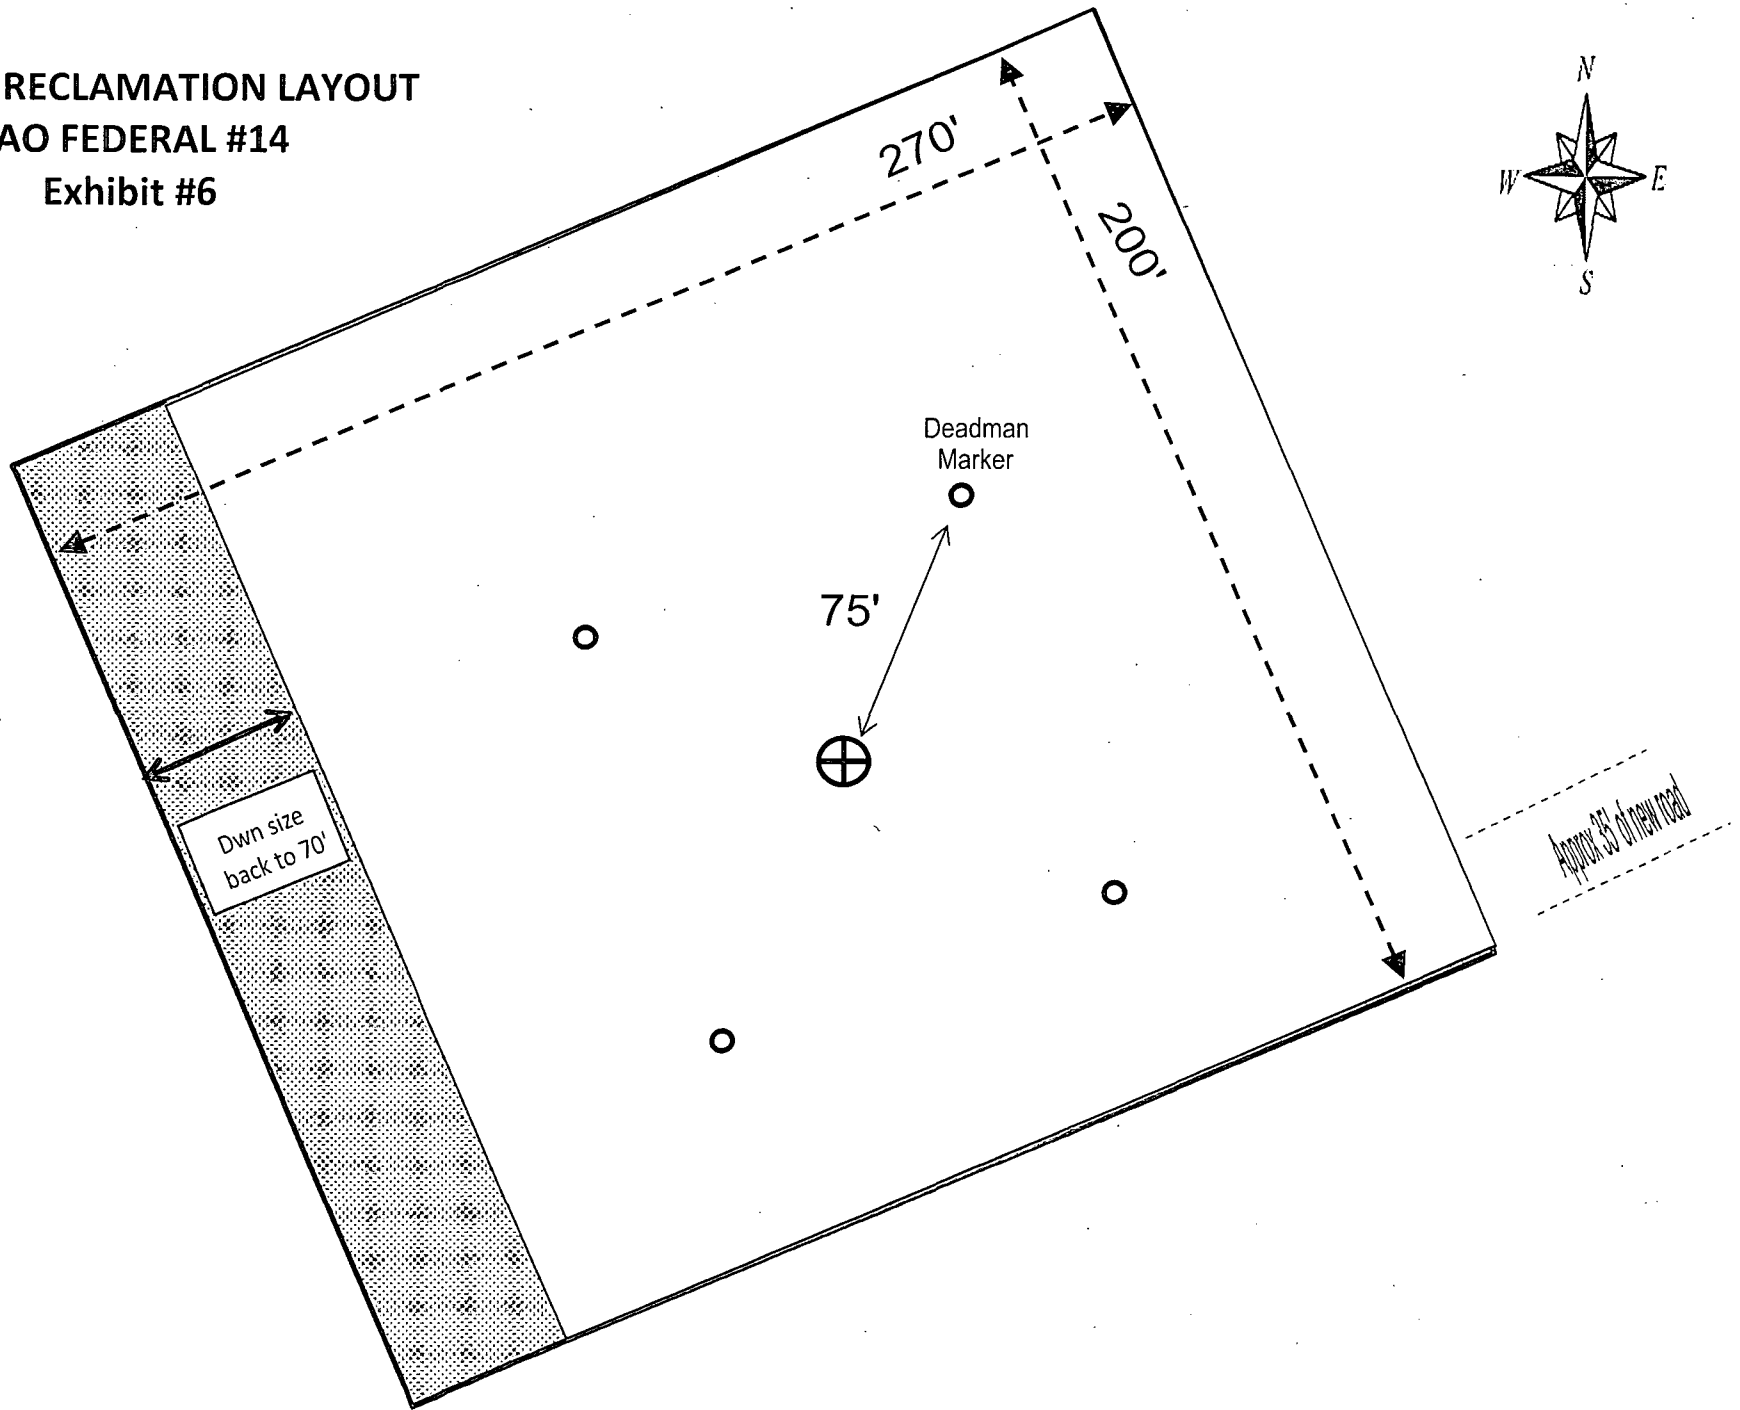 RECLAMATION LAYOUT
AO FEDERAL #14
Exhibit #6
N
W E
S
270'
200'
Deadman
Marker
75'
Dwn size
back to 70'
Approx 35' of new road